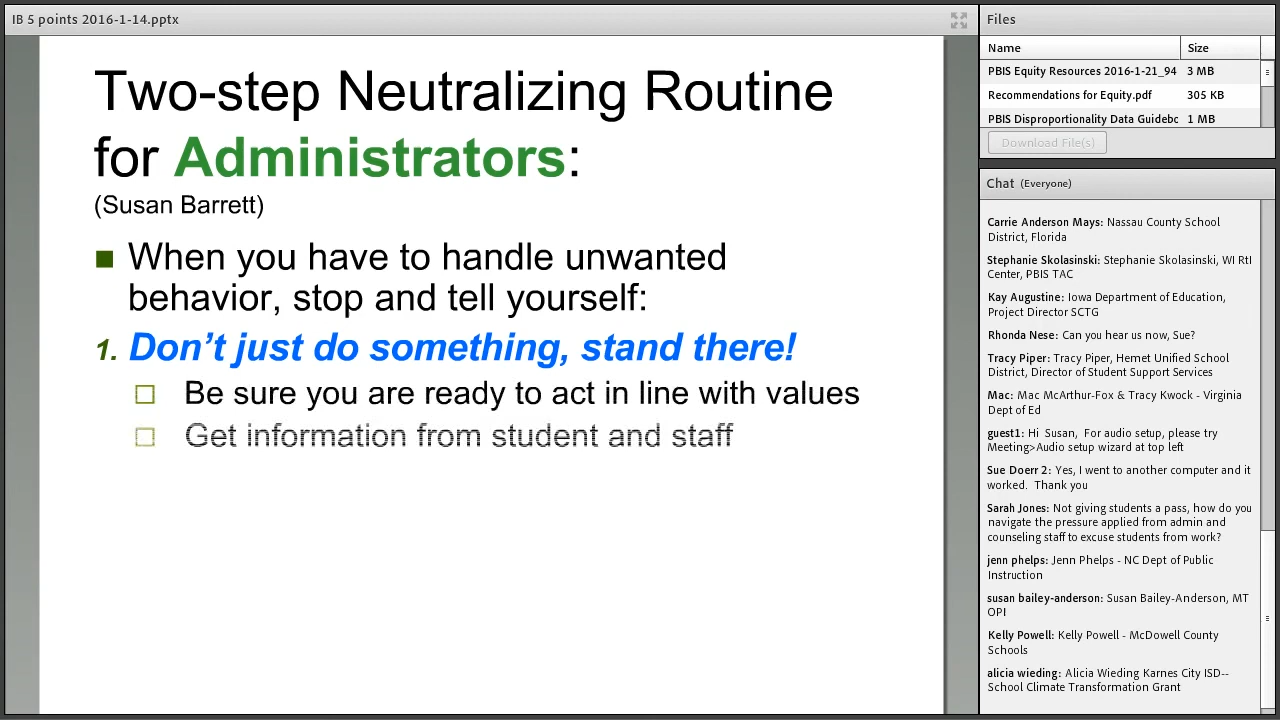 IB 5 points 2016-1-14.pptx
Two-step Neutralizing Routine
for Administrators:
(Susan Barrett)
When you have to handle unwanted
behavior, stop and tell yourself:
1. Don’t just do something, stand there!
Be sure you are ready to act in line with values
Get information from student and staff
Files
Name Size
PBIS Equity Resources 2016-1-21_94 3 MB
Recommendations for Equity.pdf 305 KB
PBIS Disproportionality Data Guidebc 1 MB
Download File(s)
Chat (Everyone)
Carrie Anderson Mays: Nassau County School
District, Florida
Stephanie Skolasinski: Stephanie Skolasinski, WI RtI
Center, PBIS TAC
Kay Augustine: Iowa Department of Education,
Project Director SCTG
Rhonda Nese: Can you hear us now, Sue?
Tracy Piper: Tracy Piper, Hemet Unified School
District, Director of Student Support Services
Mac: Mac McArthur-Fox & Tracy Kwock - Virginia
Dept of Ed
guest1: Hi Susan, For audio setup, please try
Meeting>Audio setup wizard at top left
Sue Doerr 2: Yes, I went to another computer and it
worked. Thank you
Sarah Jones: Not giving students a pass, how do you
navigate the pressure applied from admin and
counseling staff to excuse students from work?
jenn phelps: Jenn Phelps - NC Dept of Public
Instruction
susan bailey-anderson: Susan Bailey-Anderson, MT
OPI
Kelly Powell: Kelly Powell - McDowell County
Schools
alicia wieding: Alicia Wieding Karnes City ISD--
School Climate Transformation Grant